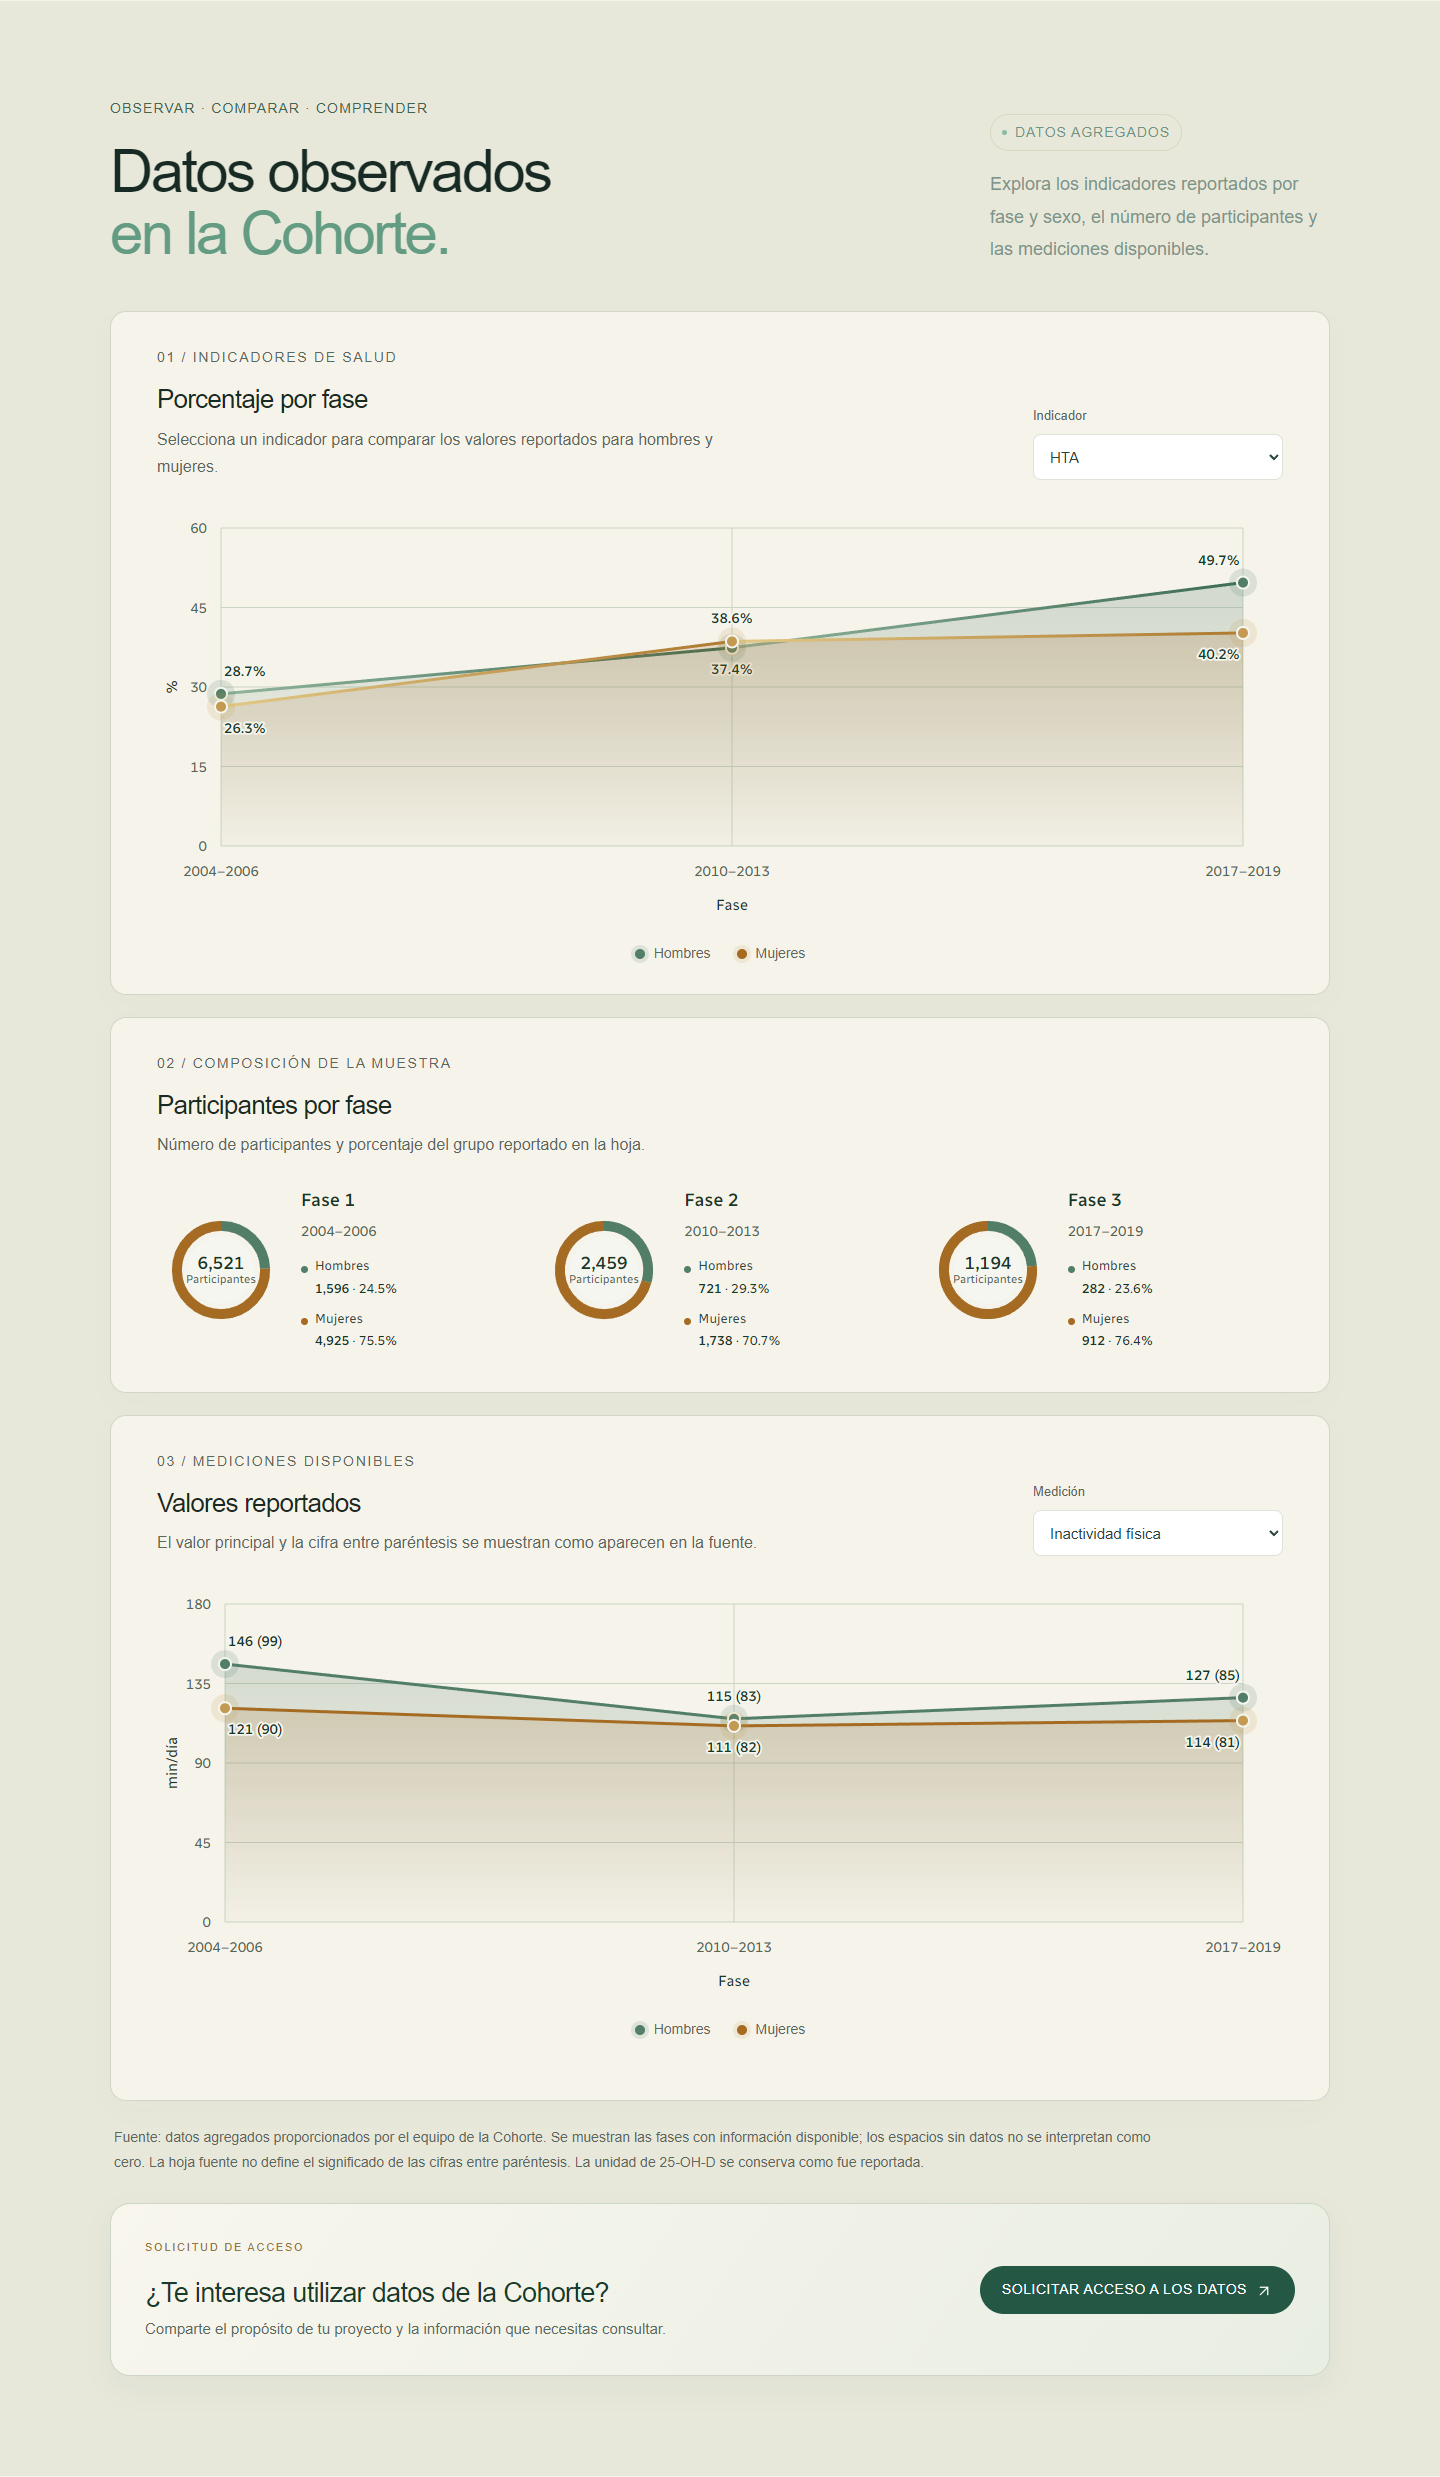 OBSERVAR · COMPARAR · COMPRENDER
Datos observados
en la Cohorte.
• DATOS AGREGADOS
Explora los indicadores reportados por
fase y sexo, el número de participantes y
las mediciones disponibles.
01 / INDICADORES DE SALUD
Porcentaje por fase
Selecciona un indicador para comparar los valores reportados para hombres y
mujeres.
Indicador
HTA
60
45
30
15
0
%
28.7%
26.3%
38.6%
37.4%
49.7%
40.2%
2004–2006
2010–2013
2017–2019
Fase
Hombres
Mujeres
02 / COMPOSICIÓN DE LA MUESTRA
Participantes por fase
Número de participantes y porcentaje del grupo reportado en la hoja.
6,521
Participantes
Fase 1
2004–2006
Hombres
1,596 · 24.5%
Mujeres
4,925 · 75.5%
2,459
Participantes
Fase 2
2010–2013
Hombres
721 · 29.3%
Mujeres
1,738 · 70.7%
1,194
Participantes
Fase 3
2017–2019
Hombres
282 · 23.6%
Mujeres
912 · 76.4%
03 / MEDICIONES DISPONIBLES
Valores reportados
El valor principal y la cifra entre paréntesis se muestran como aparecen en la fuente.
Medición
Inactividad física
180
135
90
45
0
min/día
146 (99)
121 (90)
115 (83)
111 (82)
127 (85)
114 (81)
2004–2006
2010–2013
2017–2019
Fase
Hombres
Mujeres
Fuente: datos agregados proporcionados por el equipo de la Cohorte. Se muestran las fases con información disponible; los espacios sin datos no se interpretan como
cero. La hoja fuente no define el significado de las cifras entre paréntesis. La unidad de 25-OH-D se conserva como fue reportada.
SOLICITUD DE ACCESO
¿Te interesa utilizar datos de la Cohorte?
Comparte el propósito de tu proyecto y la información que necesitas consultar.
SOLICITAR ACCESO A LOS DATOS